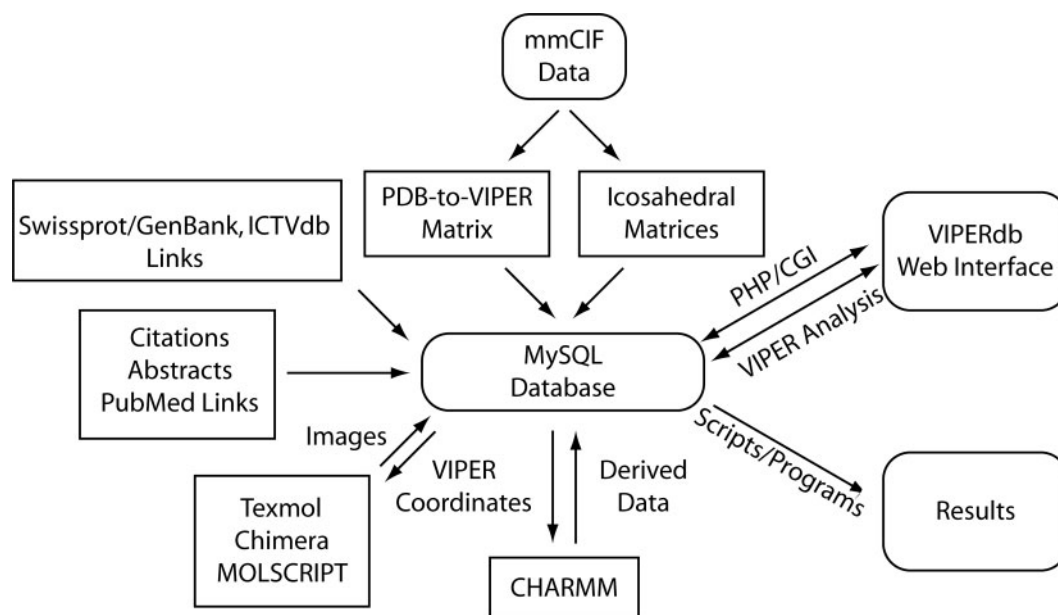 mmCIF
Data
PDB-to-VIPER
Matrix
Icosahedral
Matrices
Swissprot/GenBank, ICTVdb
Links
VIPERdb
Web Interface
PHP/CGI
VIPER Analysis
Citations
Abstracts
PubMed Links
MySQL
Database
Scripts/Programs
Images
VIPER
Coordinates
Derived
Data
Texmol
Chimera
MOLSCRIPT
CHARMM
Results